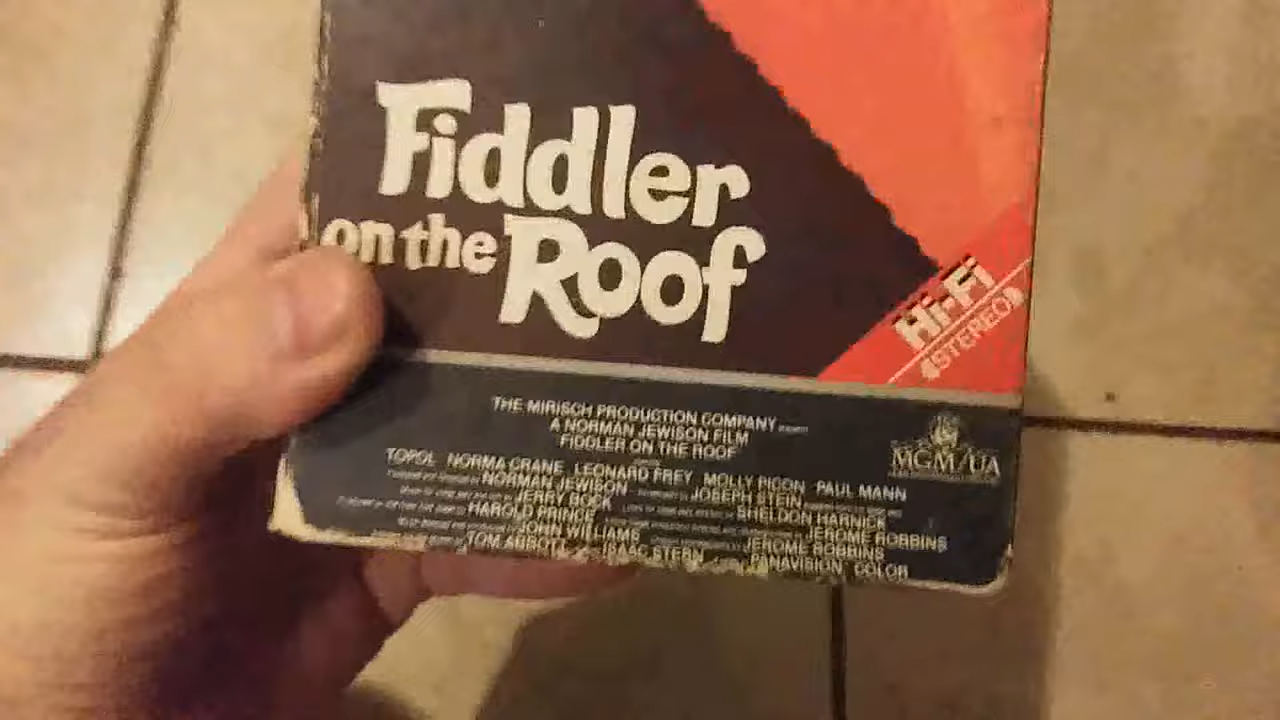 Fiddler
on the Roof
Hi-Fi
STEREO
THE MIRISCH PRODUCTION COMPANY
A NORMAN JEWISON FILM
FIDDLER ON THE ROOF
MGM/UA
TOPOL NORMA CRANE LEONARD FREY MOLLY PICON PAUL MANN
NORMAN JEWISON JOSEPH STEIN
JERRY BOCK SHELDON HARNICK
HAROLD PRINCE JEROME ROBBINS
JOHN WILLIAMS JEROME ROBBINS
TOM ABBOTT ISAAC STERN PANAVISION COLOR